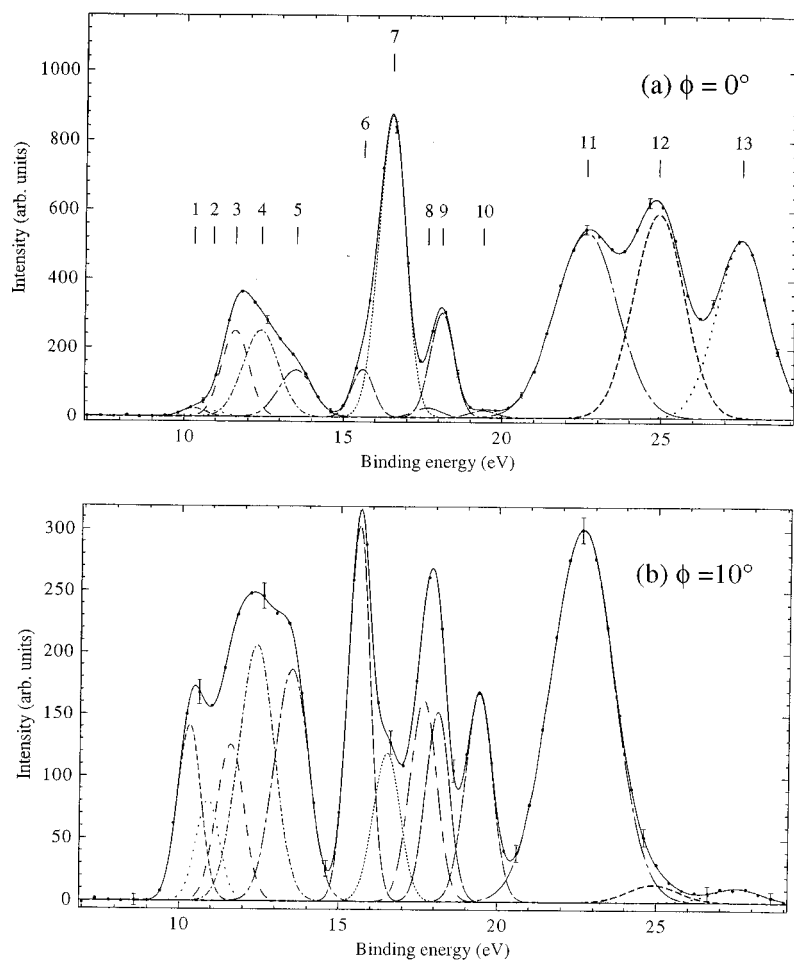 7
1000
(a) ϕ = 0°
6
11 12 13
800
600
1 2 3 4 5
8 9 10
400
200
0
Intensity (arb. units)
10 15 20 25
Binding energy (eV)
300
(b) ϕ =10°
250
200
150
100
50
0
Intensity (arb. units)
10 15 20 25
Binding energy (eV)